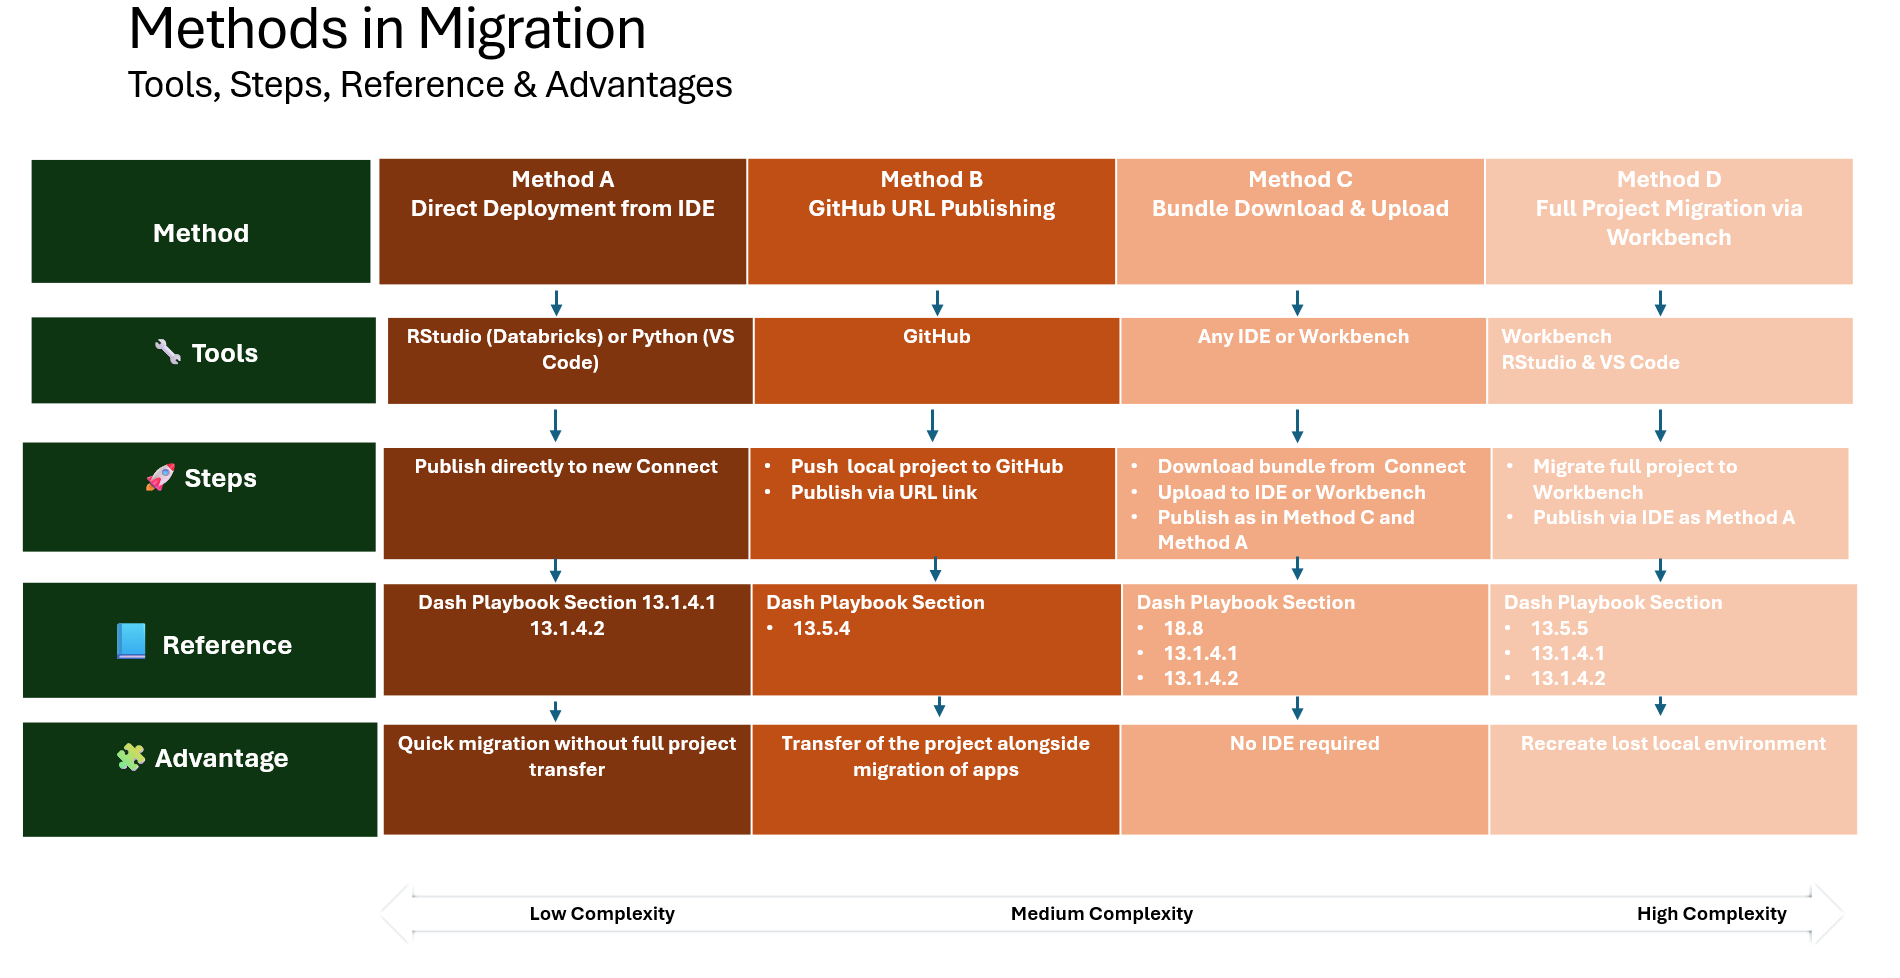 Methods in Migration
Tools, Steps, Reference & Advantages
Method
Method A
Direct Deployment from IDE
Method B
GitHub URL Publishing
Method C
Bundle Download & Upload
Method D
Full Project Migration via
Workbench
Tools
RStudio (Databricks) or Python (VS
Code)
GitHub
Any IDE or Workbench
Workbench
RStudio & VS Code
Steps
Publish directly to new Connect
• Push local project to GitHub
• Publish via URL link
• Download bundle from Connect
• Upload to IDE or Workbench
• Publish as in Method C and
Method A
• Migrate full project to
Workbench
• Publish via IDE as Method A
Reference
Dash Playbook Section 13.1.4.1
13.1.4.2
Dash Playbook Section
• 13.5.4
Dash Playbook Section
• 18.8
• 13.1.4.1
• 13.1.4.2
Dash Playbook Section
• 13.5.5
• 13.1.4.1
• 13.1.4.2
Advantage
Quick migration without full project
transfer
Transfer of the project alongside
migration of apps
No IDE required
Recreate lost local environment
Low Complexity
Medium Complexity
High Complexity